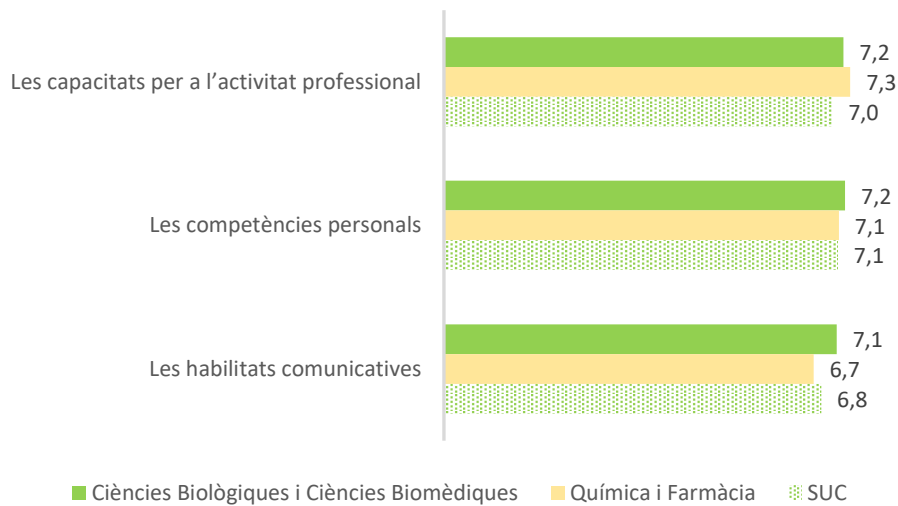 Les capacitats per a l’activitat professional
7,2
7,3
7,0
Les competències personals
7,2
7,1
7,1
Les habilitats comunicatives
7,1
6,7
6,8
Ciències Biològiques i Ciències Biomèdiques
Química i Farmàcia
SUC